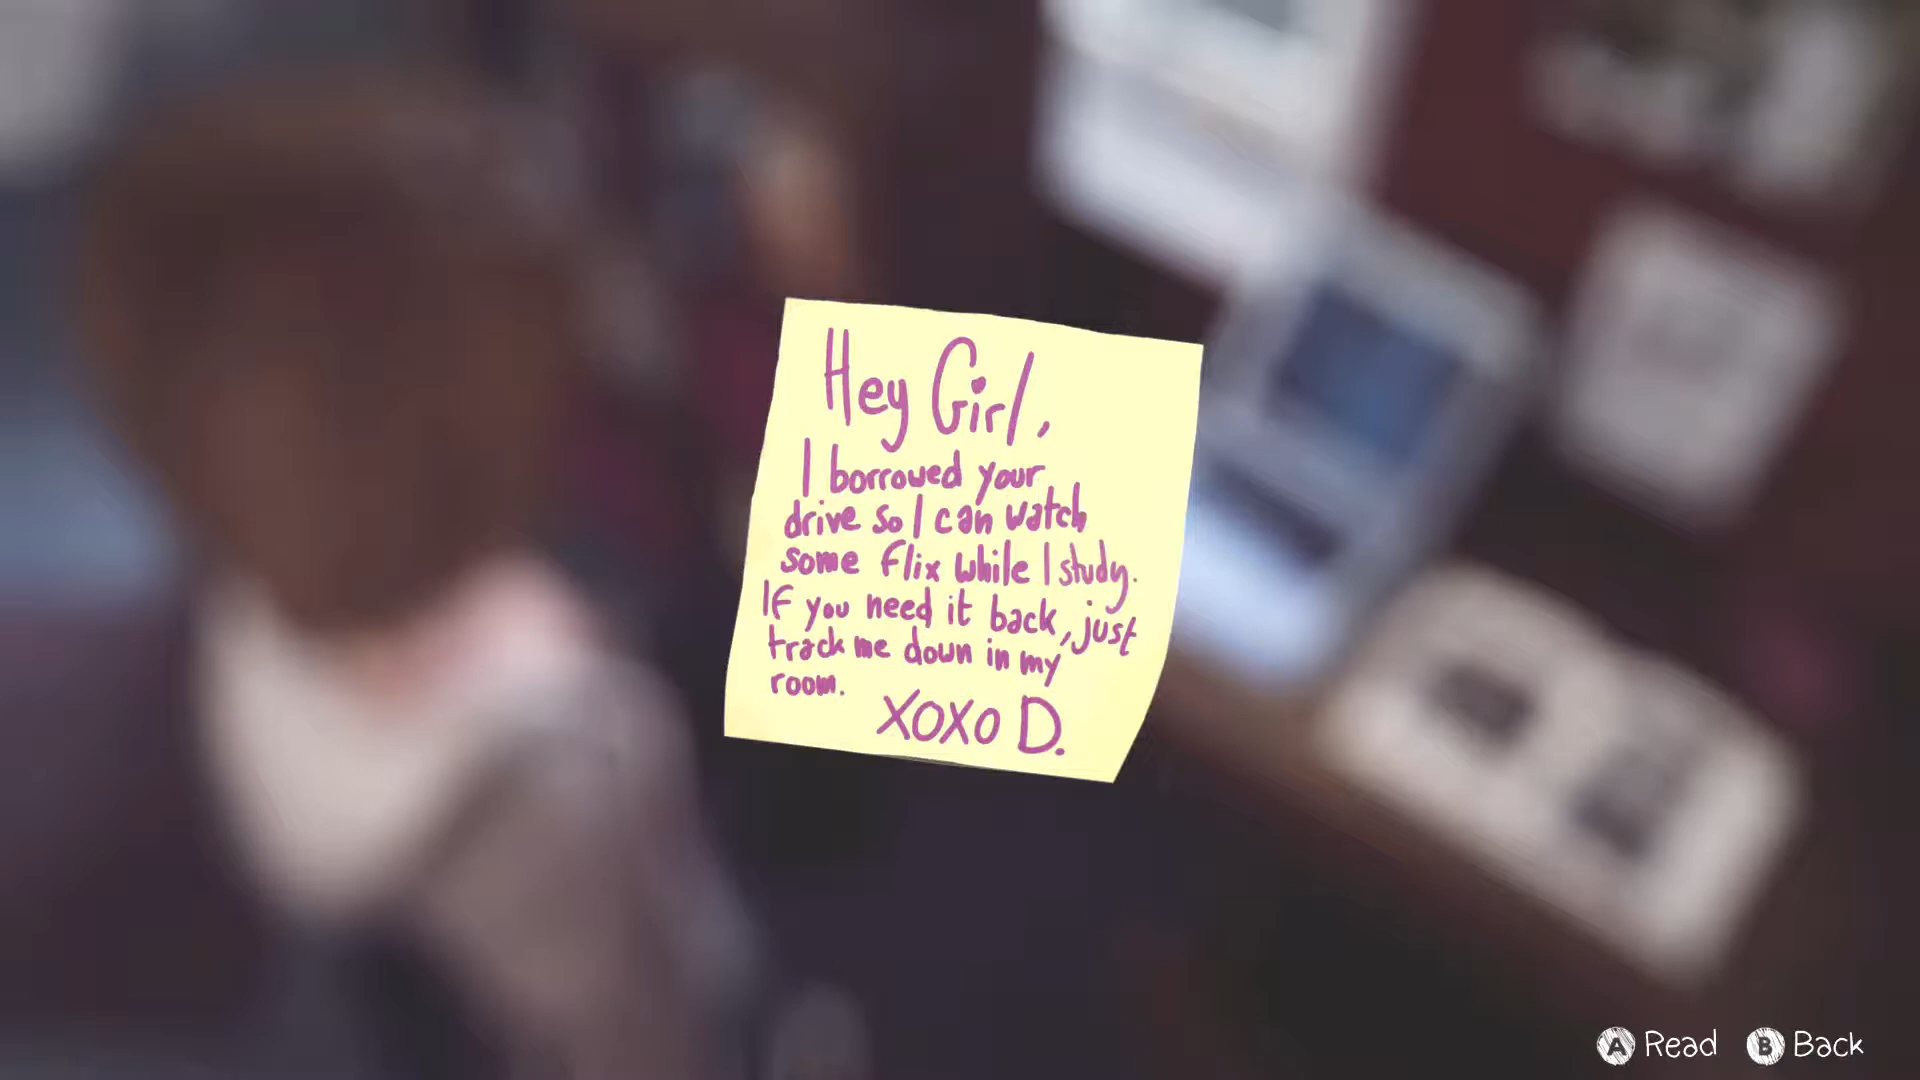 Hey Girl,
I borrowed your
drive so I can watch
some flix while I study.
If you need it back, just
track me down in my
room.
XOXO D.
A Read B Back